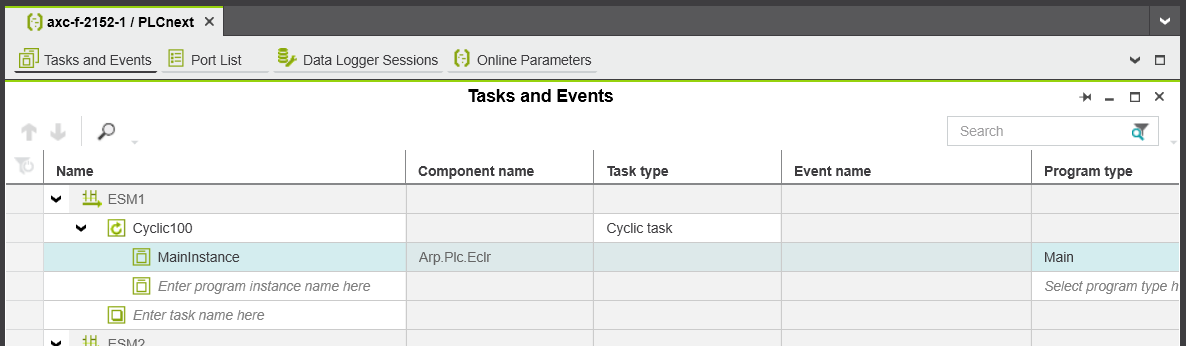 axc-f-2152-1 / PLCnext
Tasks and Events Port List Data Logger Sessions Online Parameters
Tasks and Events
Search
Name Component name Task type Event name Program type
ESM1
Cyclic100 Cyclic task
MainInstance Arp.Plc.Eclr Main
Enter program instance name here Select program type h
Enter task name here
ESM2